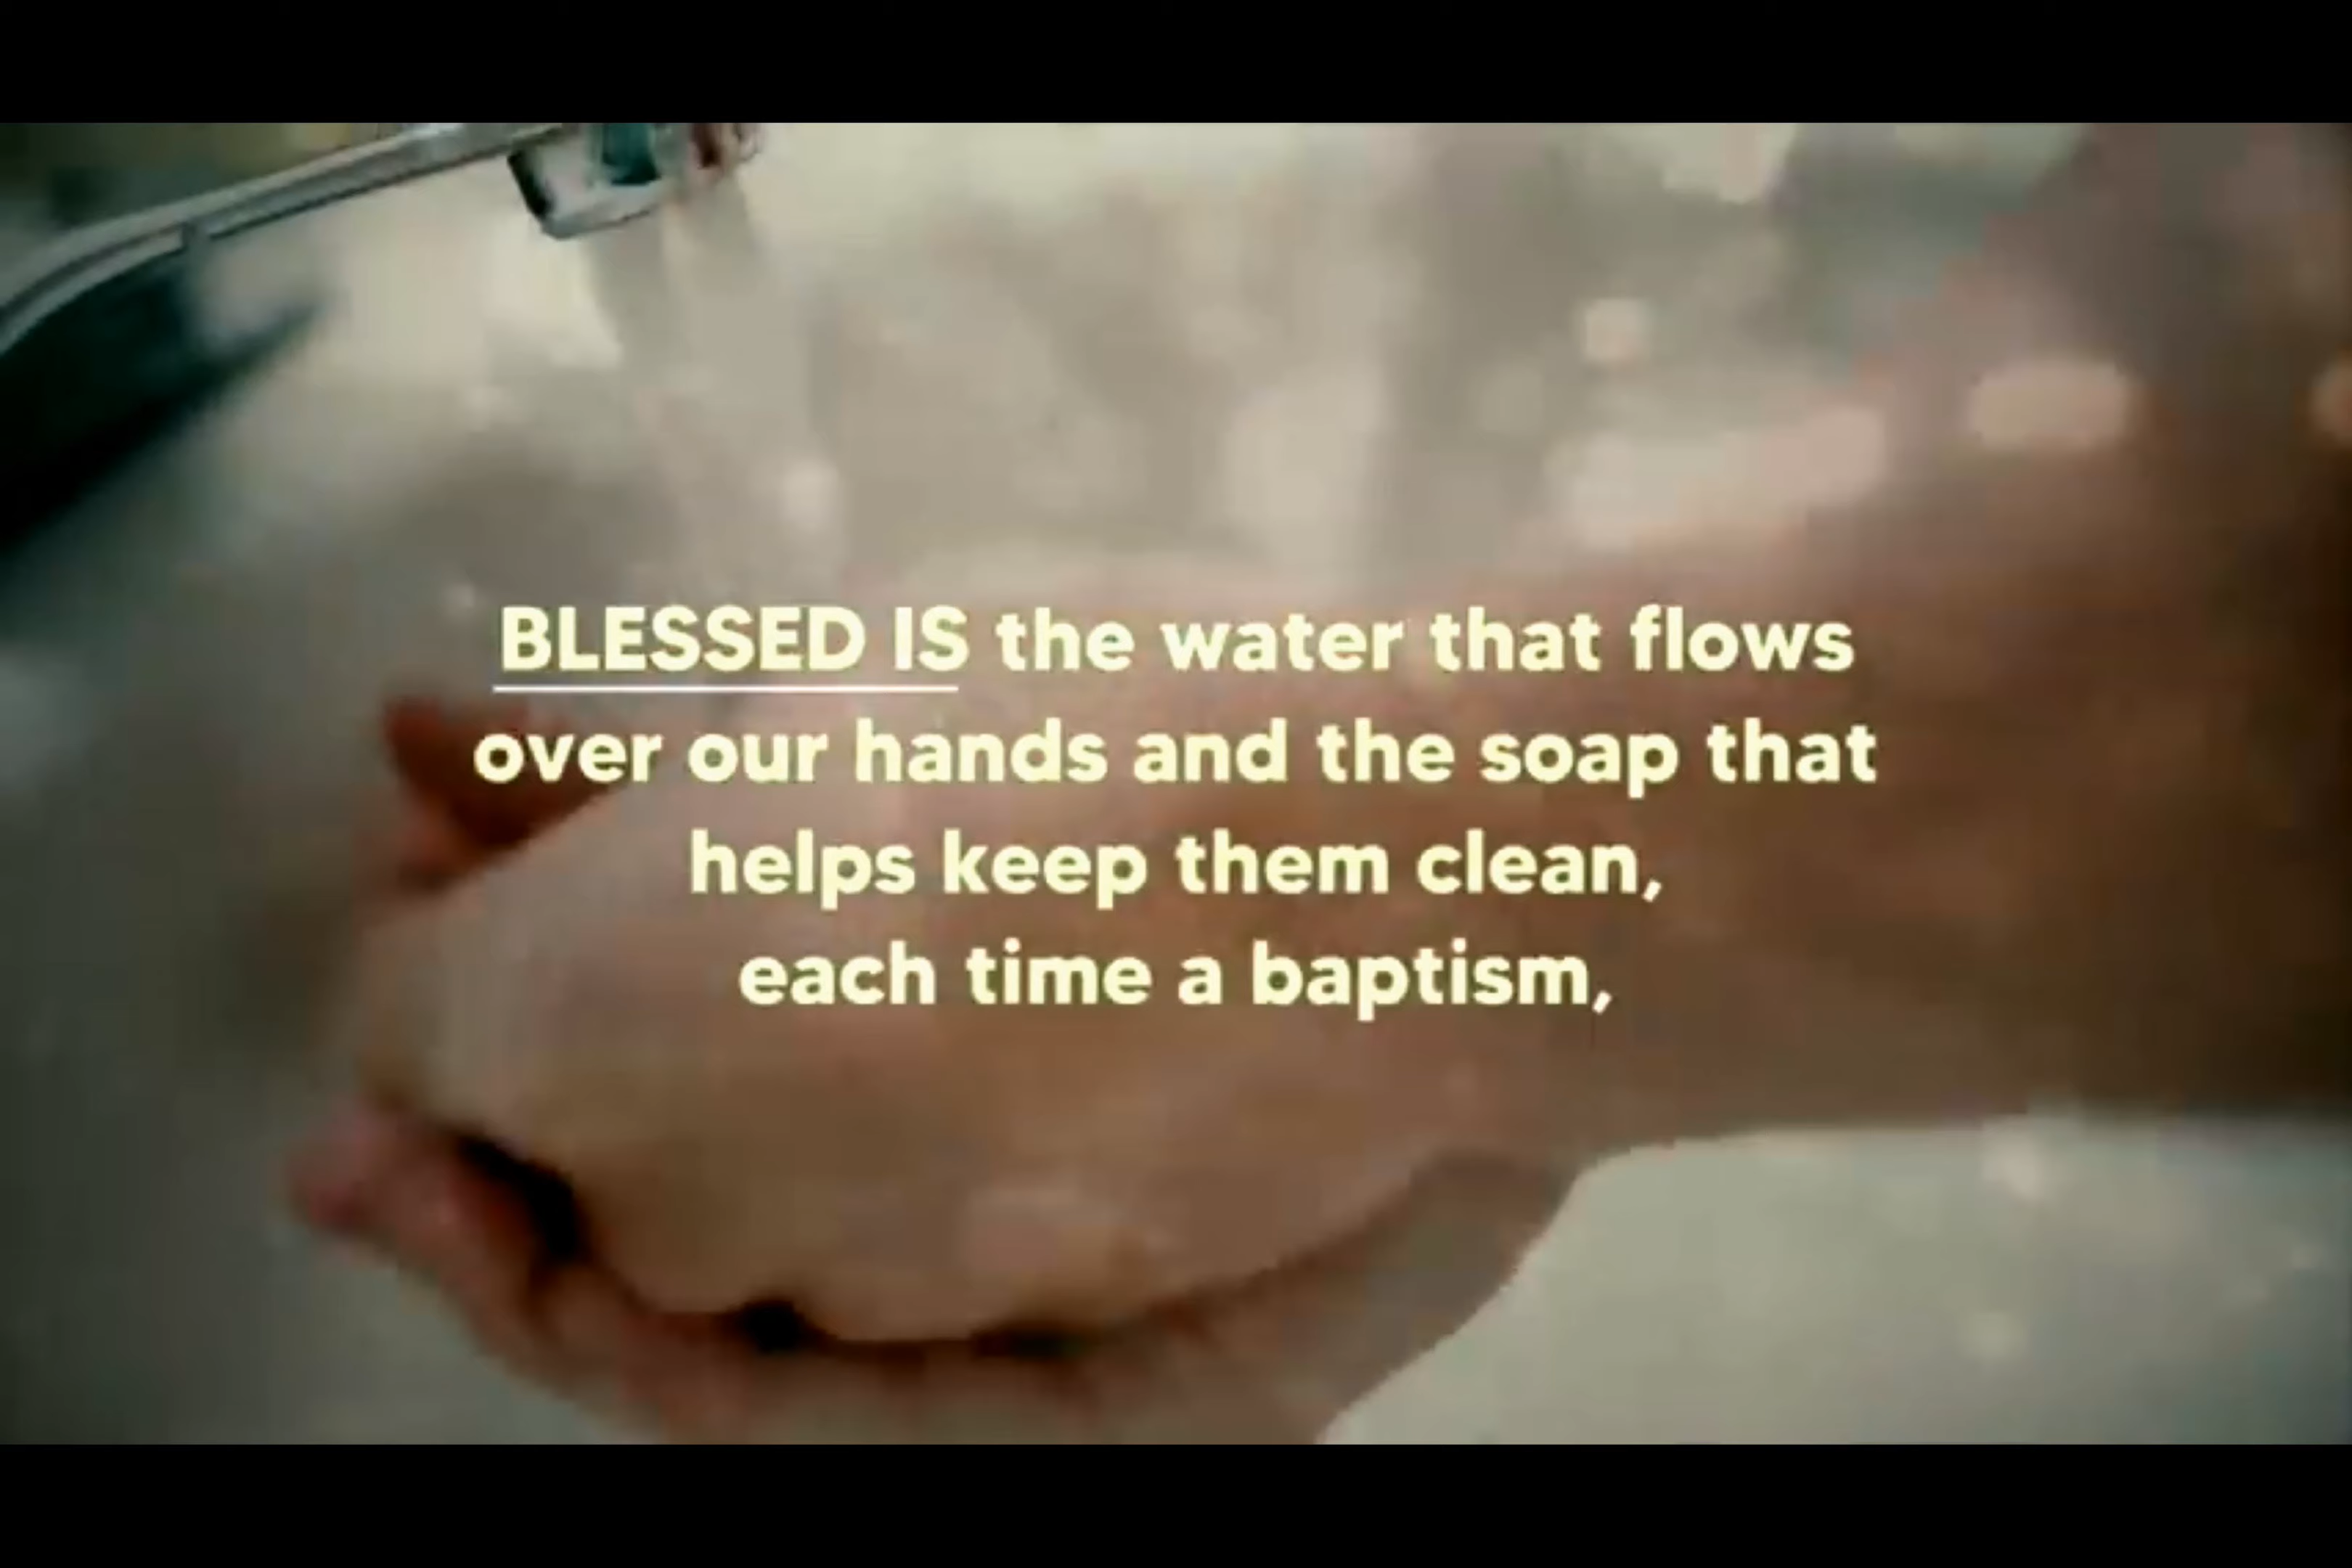 BLESSED IS the water that flows
over our hands and the soap that
helps keep them clean,
each time a baptism,